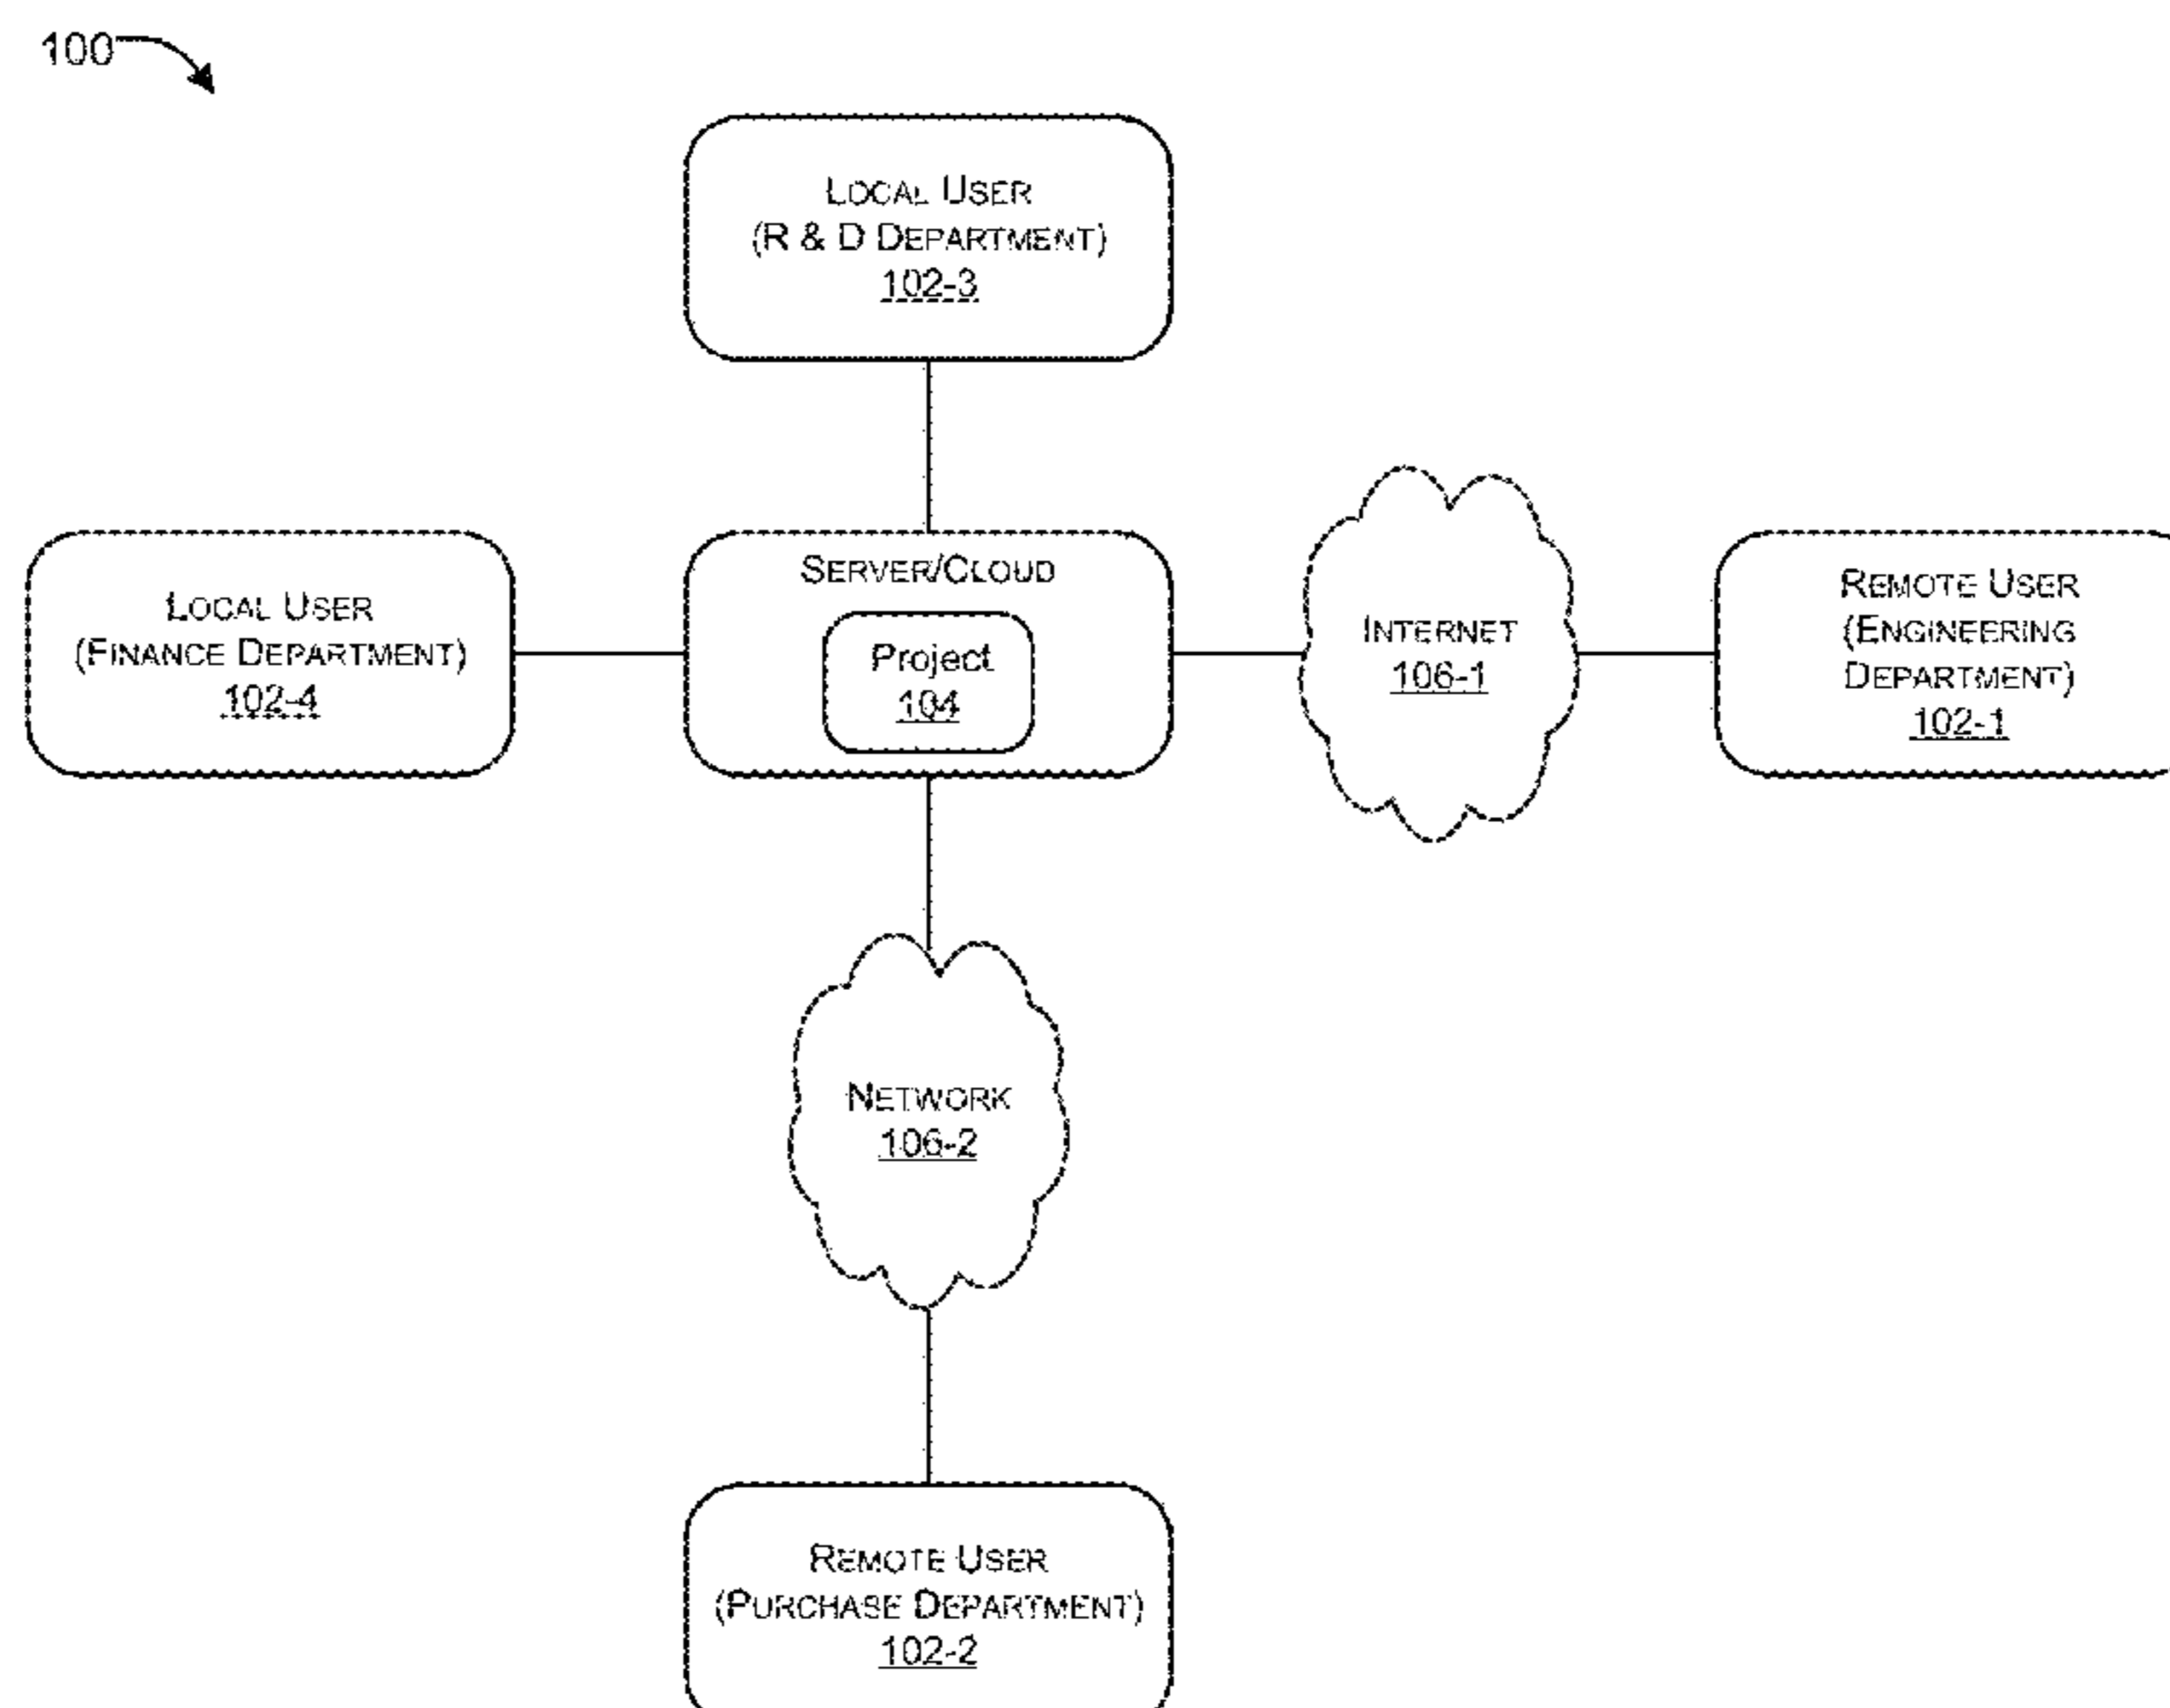 100
LOCAL USER
(R & D DEPARTMENT)
102-3
SERVER/CLOUD
Project
104
LOCAL USER
(FINANCE DEPARTMENT)
102-4
INTERNET
106-1
REMOTE USER
(ENGINEERING
DEPARTMENT)
102-1
NETWORK
106-2
REMOTE USER
(PURCHASE DEPARTMENT)
102-2